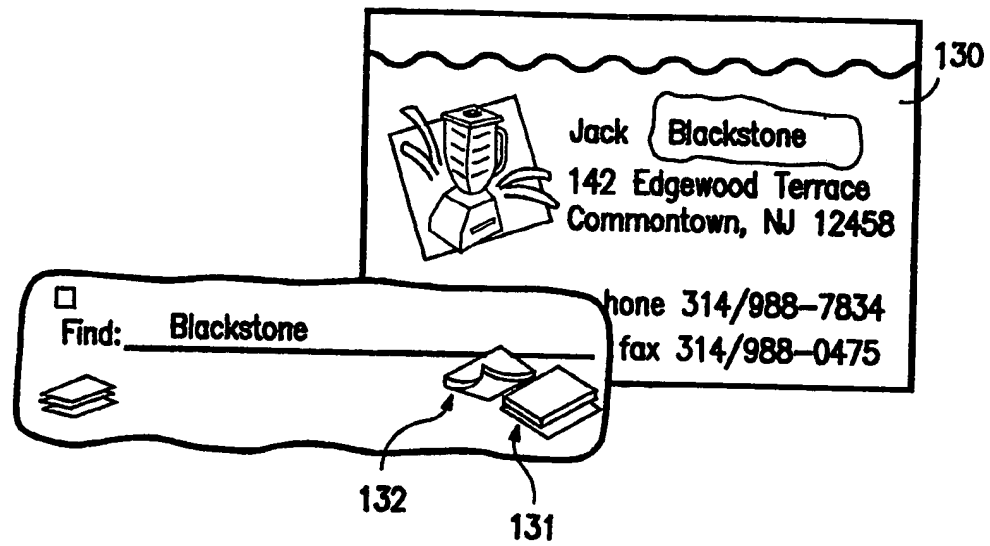 130
Jack Blackstone
142 Edgewood Terrace
Commontown, NJ 12458
hone 314/988-7834
fax 314/988-0475
Find: Blackstone
132
131